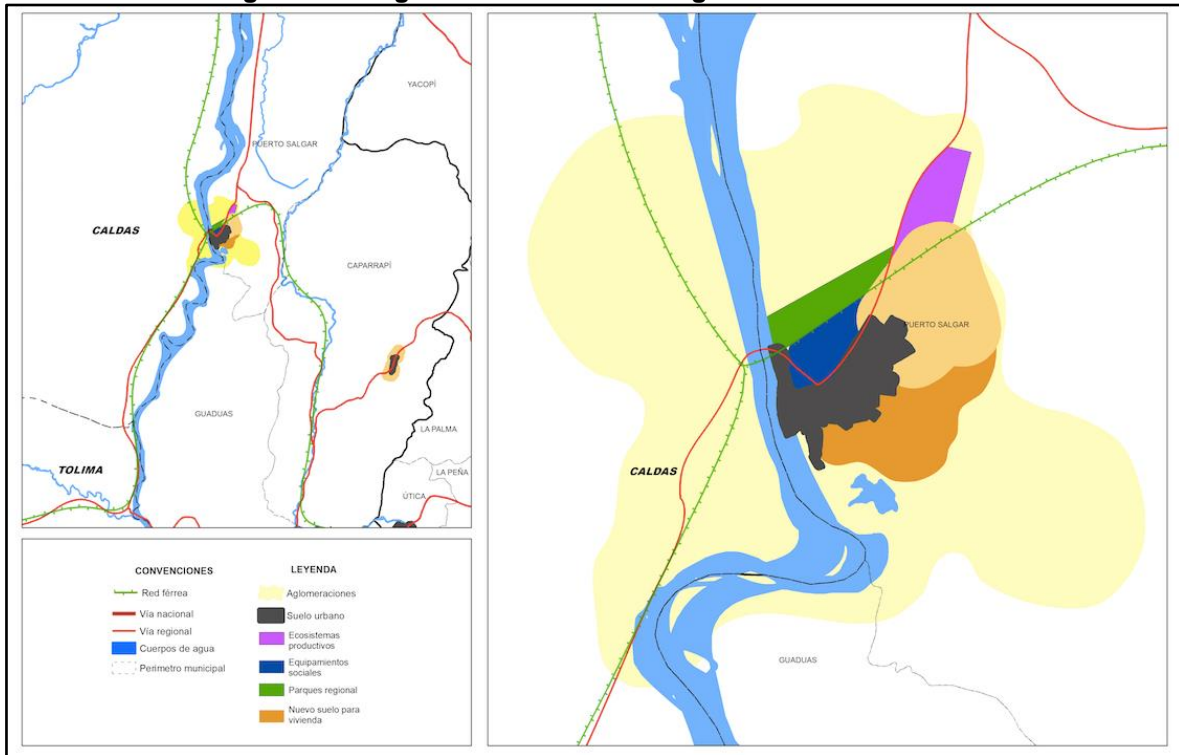 YACOPÍ
PUERTO SALGAR
CALDAS
CAPARRAPÍ
GUADUAS
LA PALMA
TOLIMA
LA PEÑA
ÚTICA
CONVENCIONES
Red férrea
Vía nacional
Vía regional
Cuerpos de agua
Perímetro municipal
LEYENDA
Aglomeraciones
Suelo urbano
Ecosistemas
productivos
Equipamientos
sociales
Parques regional
Nuevo suelo para
vivienda
PUERTO SALGAR
CALDAS
GUADUAS